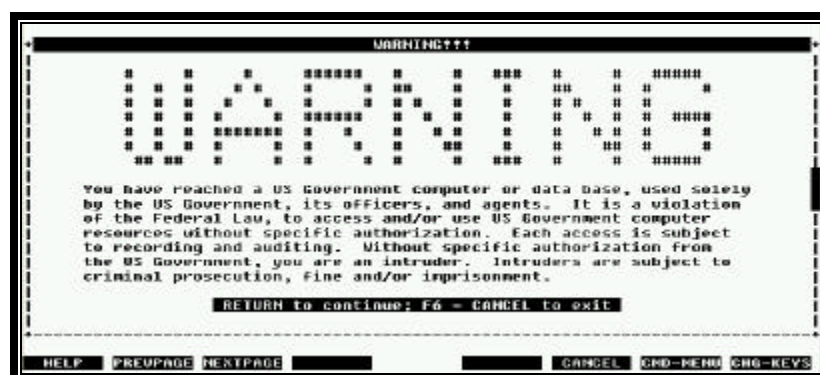 WARNING!!!
WARNING
You have reached a US Government computer or data base, used solely
by the US Government, its officers, and agents. It is a violation
of the Federal Law, to access and/or use US Government computer
resources without specific authorization. Each access is subject
to recording and auditing. Without specific authorization from
the US Government, you are an intruder. Intruders are subject to
criminal prosecution, fine and/or imprisonment.
RETURN to continue; F6 - CANCEL to exit
HELP PREVPAGE NEXTPAGE CANCEL CMD-MENU CHG-KEYS